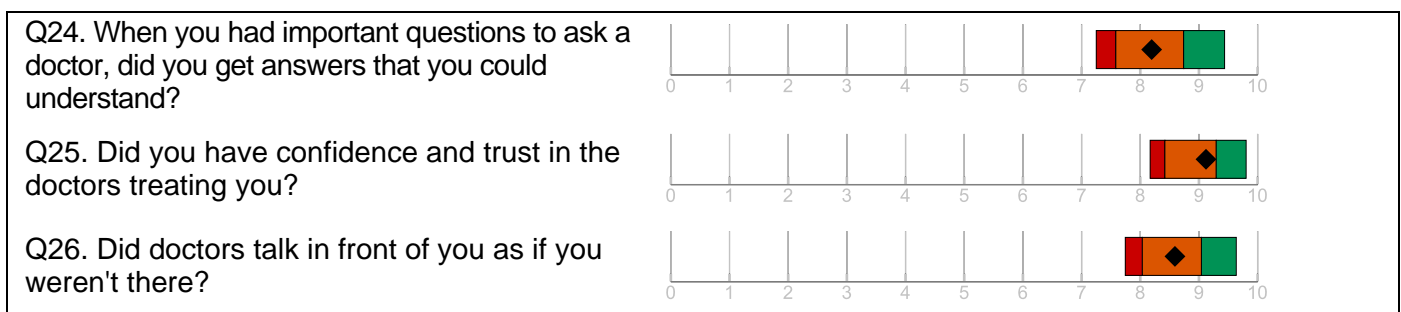 Q24. When you had important questions to ask a
doctor, did you get answers that you could
understand?
0 1 2 3 4 5 6 7 8 9 10
Q25. Did you have confidence and trust in the
doctors treating you?
0 1 2 3 4 5 6 7 8 9 10
Q26. Did doctors talk in front of you as if you
weren't there?
0 1 2 3 4 5 6 7 8 9 10